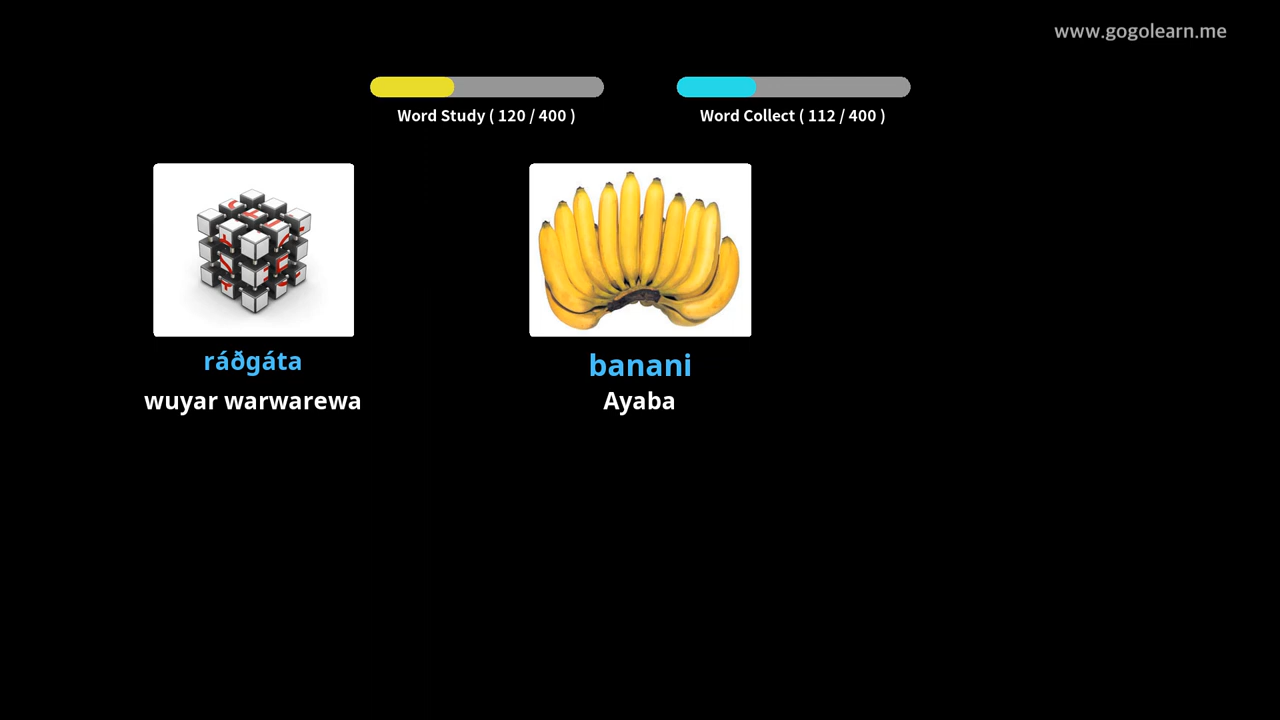 www.gogolearn.me
Word Study ( 120 / 400 )
Word Collect ( 112 / 400 )
ráðgáta
banani
wuyar warwarewa
Ayaba